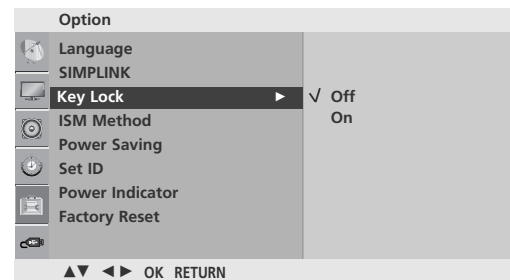 Option
Language
SIMPLINK
Key Lock ► √ Off
ISM Method On
Power Saving
Set ID
Power Indicator
Factory Reset
▲▼ ◄► OK RETURN